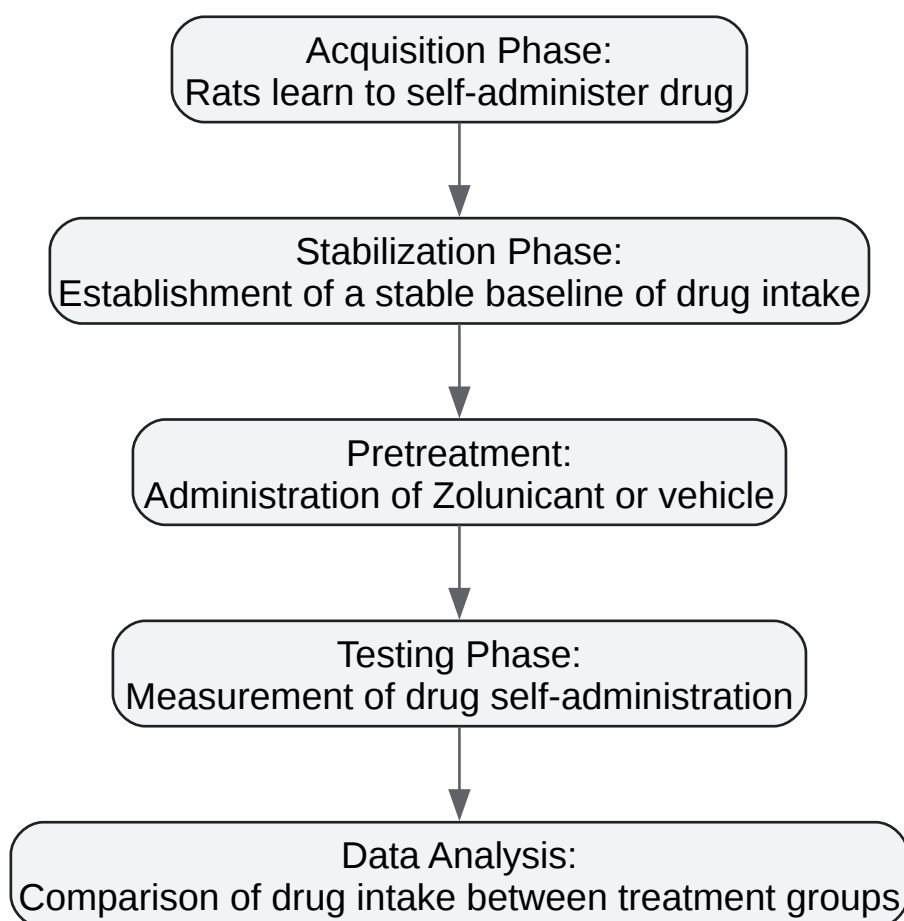 Acquisition Phase:
Rats learn to self-administer drug
Stabilization Phase:
Establishment of a stable baseline of drug intake
Pretreatment:
Administration of Zolunicant or vehicle
Testing Phase:
Measurement of drug self-administration
Data Analysis:
Comparison of drug intake between treatment groups